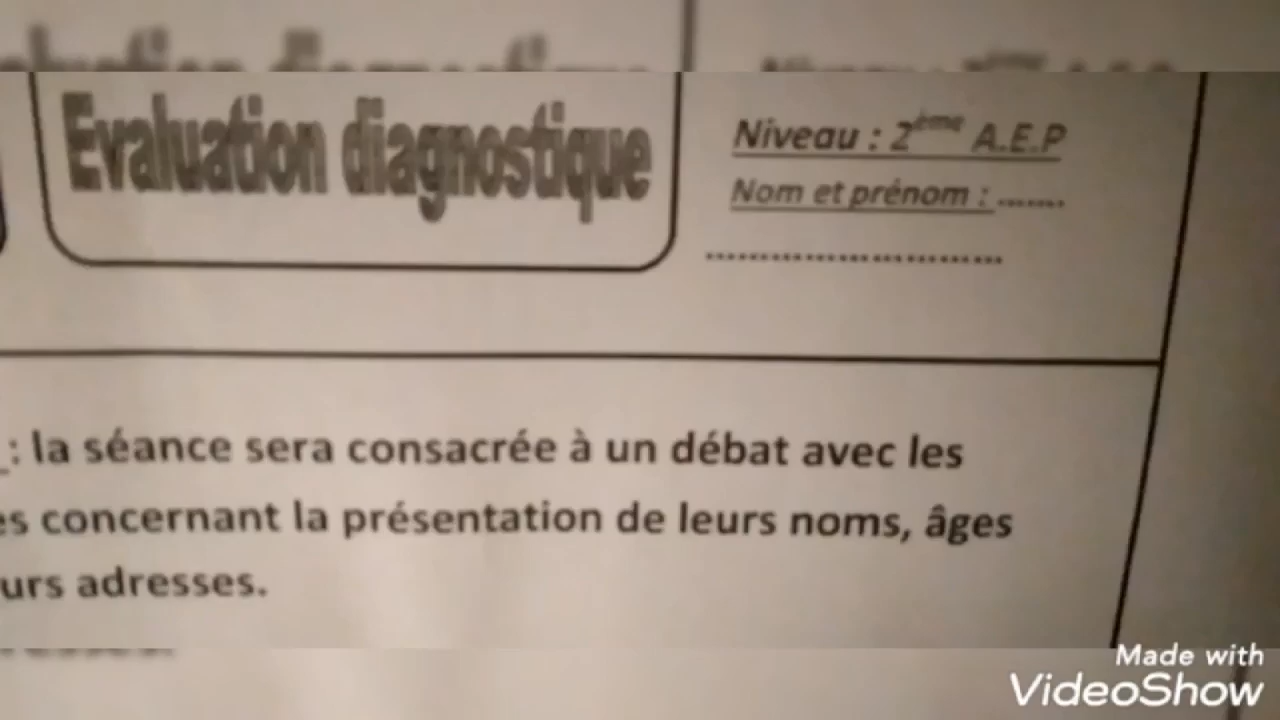 Evaluation diagnostique
Niveau : 2ème A.E.P
Nom et prénom : .......
..............................
: la séance sera consacrée à un débat avec les
es concernant la présentation de leurs noms, âges
urs adresses.
Made with
VideoShow